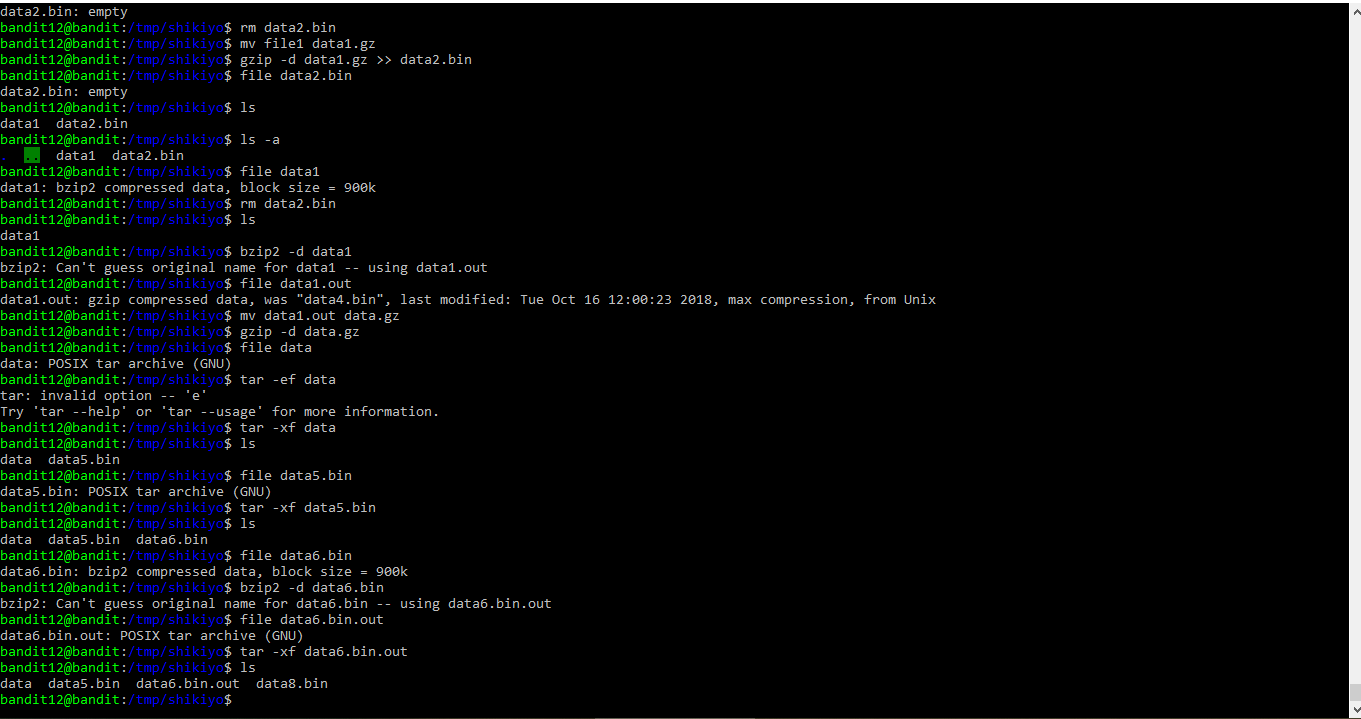 data2.bin: empty
bandit12@bandit:/tmp/shikiyo$ rm data2.bin
bandit12@bandit:/tmp/shikiyo$ mv file1 data1.gz
bandit12@bandit:/tmp/shikiyo$ gzip -d data1.gz >> data2.bin
bandit12@bandit:/tmp/shikiyo$ file data2.bin
data2.bin: empty
bandit12@bandit:/tmp/shikiyo$ ls
data1  data2.bin
bandit12@bandit:/tmp/shikiyo$ ls -a
.  ..  data1  data2.bin
bandit12@bandit:/tmp/shikiyo$ file data1
data1: bzip2 compressed data, block size = 900k
bandit12@bandit:/tmp/shikiyo$ rm data2.bin
bandit12@bandit:/tmp/shikiyo$ ls
data1
bandit12@bandit:/tmp/shikiyo$ bzip2 -d data1
bzip2: Can't guess original name for data1 -- using data1.out
bandit12@bandit:/tmp/shikiyo$ file data1.out
data1.out: gzip compressed data, was "data4.bin", last modified: Tue Oct 16 12:00:23 2018, max compression, from Unix
bandit12@bandit:/tmp/shikiyo$ mv data1.out data.gz
bandit12@bandit:/tmp/shikiyo$ gzip -d data.gz
bandit12@bandit:/tmp/shikiyo$ file data
data: POSIX tar archive (GNU)
bandit12@bandit:/tmp/shikiyo$ tar -ef data
tar: invalid option -- 'e'
Try 'tar --help' or 'tar --usage' for more information.
bandit12@bandit:/tmp/shikiyo$ tar -xf data
bandit12@bandit:/tmp/shikiyo$ ls
data  data5.bin
bandit12@bandit:/tmp/shikiyo$ file data5.bin
data5.bin: POSIX tar archive (GNU)
bandit12@bandit:/tmp/shikiyo$ tar -xf data5.bin
bandit12@bandit:/tmp/shikiyo$ ls
data  data5.bin  data6.bin
bandit12@bandit:/tmp/shikiyo$ file data6.bin
data6.bin: bzip2 compressed data, block size = 900k
bandit12@bandit:/tmp/shikiyo$ bzip2 -d data6.bin
bzip2: Can't guess original name for data6.bin -- using data6.bin.out
bandit12@bandit:/tmp/shikiyo$ file data6.bin.out
data6.bin.out: POSIX tar archive (GNU)
bandit12@bandit:/tmp/shikiyo$ tar -xf data6.bin.out
bandit12@bandit:/tmp/shikiyo$ ls
data  data5.bin  data6.bin.out  data8.bin
bandit12@bandit:/tmp/shikiyo$